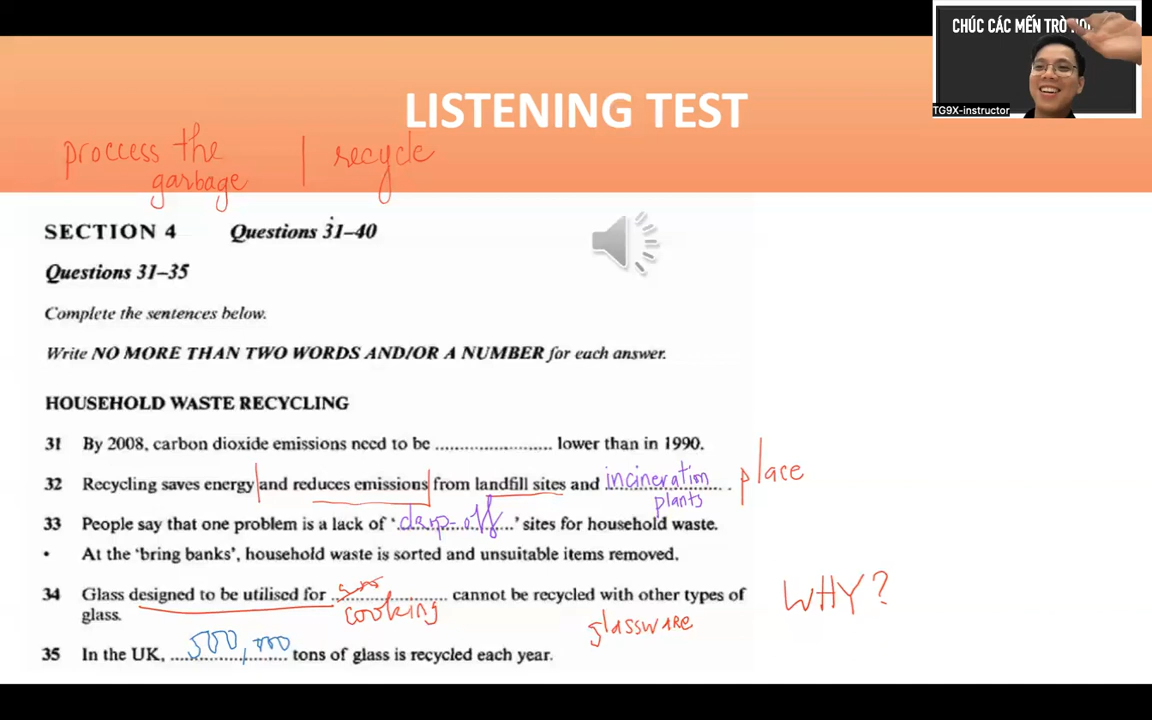 CHÚC CÁC MẾN TRÒ
TG9X-instructor
LISTENING TEST
proccess the | recycle
garbage
SECTION 4 Questions 31–40
Questions 31–35
Complete the sentences below.
Write NO MORE THAN TWO WORDS AND/OR A NUMBER for each answer.
HOUSEHOLD WASTE RECYCLING
31 By 2008, carbon dioxide emissions need to be ........................ lower than in 1990.
32 Recycling saves energy and reduces emissions from landfill sites and incineration plants. place
33 People say that one problem is a lack of ‘drop-off’ sites for household waste.
• At the ‘bring banks’, household waste is sorted and unsuitable items removed.
34 Glass designed to be utilised for ........................ cannot be recycled with other types of WHY?
cooking
glass. glassware
35 In the UK, 500,000 tons of glass is recycled each year.